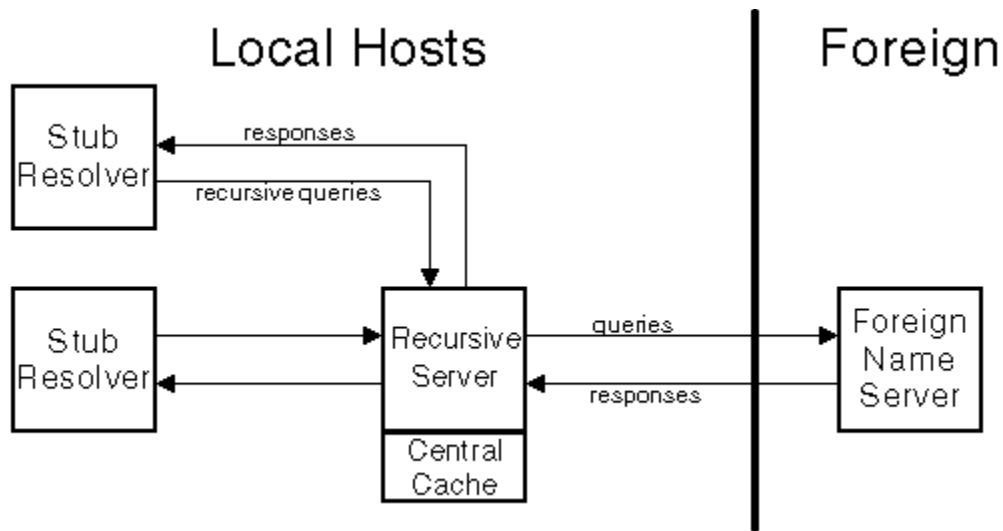 Local Hosts
Foreign
Stub
Resolver
responses
recursive queries
Stub
Resolver
Recursive
Server
queries
responses
Foreign
Name
Server
Central
Cache